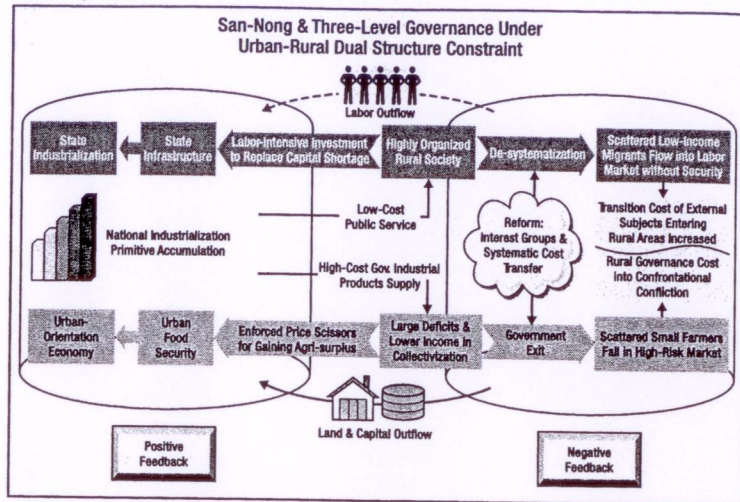 San-Nong & Three-Level Governance Under
Urban-Rural Dual Structure Constraint
Labor Outflow
State
Industrialization
State
Infrastructure
Labor-Intensive Investment
to Replace Capital Shortage
Highly Organized
Rural Society
De-systematization
Scattered Low-Income
Migrants Flow into Labor
Market without Security
National Industrialization
Primitive Accumulation
Low-Cost
Public Service
High-Cost Gov. Industrial
Products Supply
Reform:
Interest Groups &
Systematic Cost
Transfer
Transition Cost of External
Subjects Entering
Rural Areas Increased
Rural Governance Cost
into Confrontational
Confliction
Urban-
Orientation
Economy
Urban
Food
Security
Enforced Price Scissors
for Gaining Agri-surplus
Large Deficits &
Lower Income in
Collectivization
Government
Exit
Scattered Small Farmers
Fall in High-Risk Market
Land & Capital Outflow
Positive
Feedback
Negative
Feedback